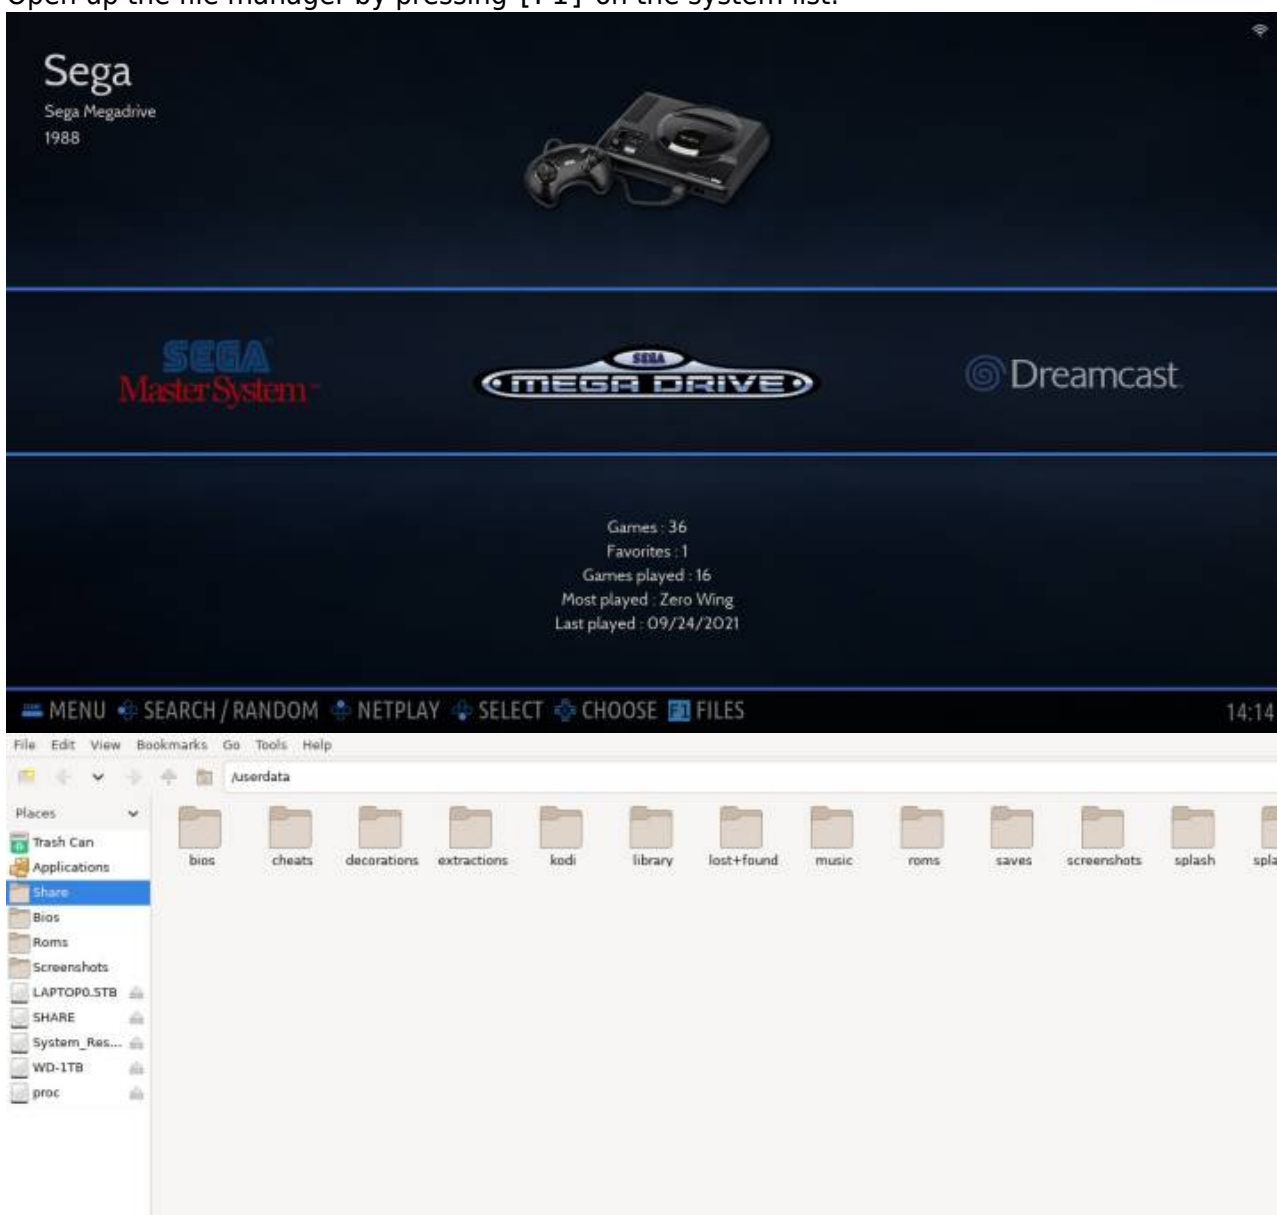 Open up the file manager by pressing [F1] on the system list:
Sega
Sega Megadrive
1988
SEGA
Master System
SEGA
MEGA DRIVE
Dreamcast
Games : 36
Favorites : 1
Games played : 16
Most played : Zero Wing
Last played : 09/24/2021
MENU SEARCH / RANDOM NETPLAY SELECT CHOOSE F1 FILES 14:14
File Edit View Bookmarks Go Tools Help
/userdata
Places
Trash Can
Applications
Share
Bios
Roms
Screenshots
LAPTOP0.STB
SHARE
System_Res...
WD-1TB
proc
bios cheats decorations extractions kodi library lost+found music roms saves screenshots splash spla